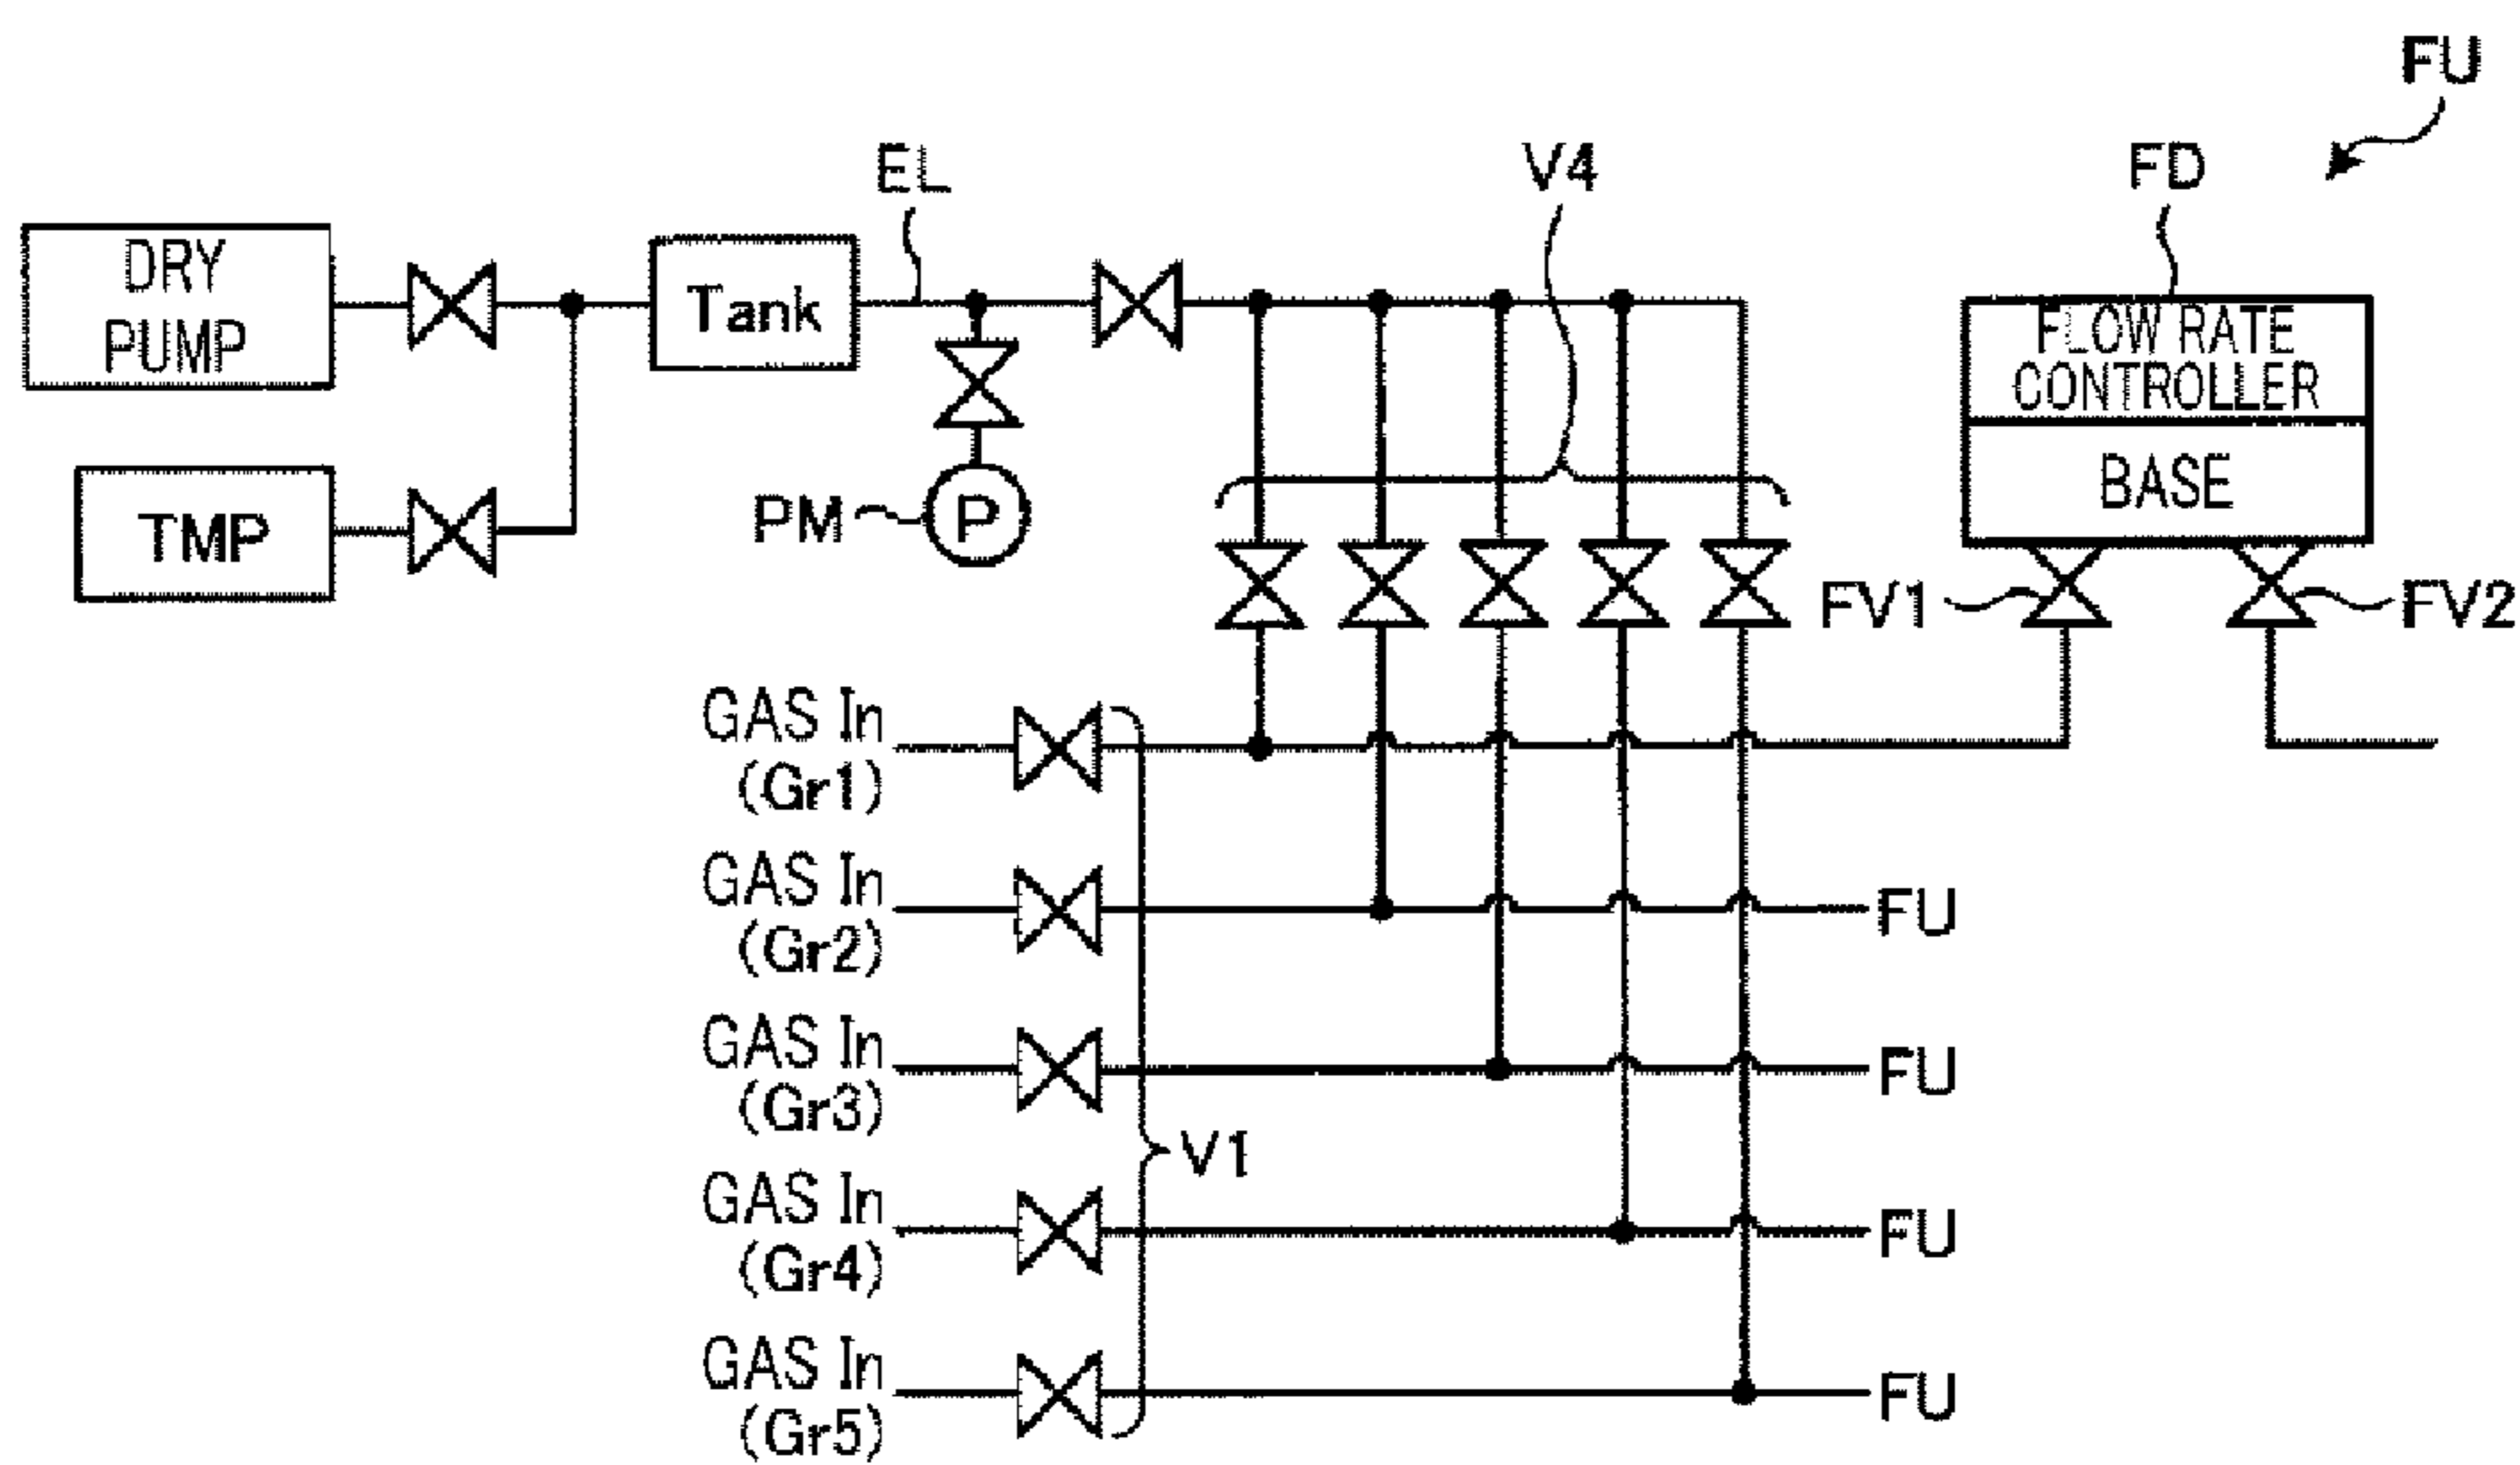 FU
EL
V4
FD
DRY
PUMP
Tank
FLOW RATE
CONTROLLER
BASE
TMP
PM
P
FV1
FV2
GAS In
(Gr1)
GAS In
(Gr2)
FU
GAS In
(Gr3)
FU
V1
GAS In
(Gr4)
FU
GAS In
(Gr5)
FU